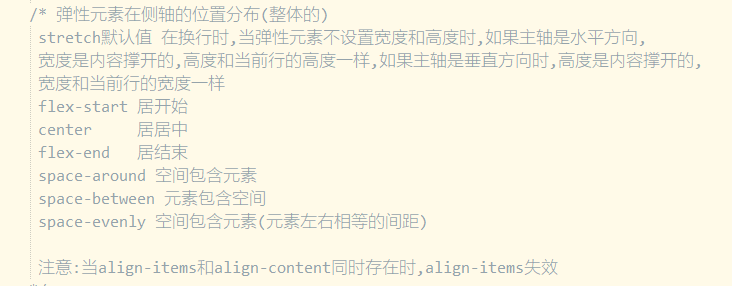 /* 弹性元素在侧轴的位置分布(整体的)
stretch默认值 在换行时,当弹性元素不设置宽度和高度时,如果主轴是水平方向,
宽度是内容撑开的,高度和当前行的高度一样,如果主轴是垂直方向时,高度是内容撑开的,
宽度和当前行的宽度一样
flex-start 居开始
center 居居中
flex-end 居结束
space-around 空间包含元素
space-between 元素包含空间
space-evenly 空间包含元素(元素左右相等的间距)
注意:当align-items和align-content同时存在时,align-items失效